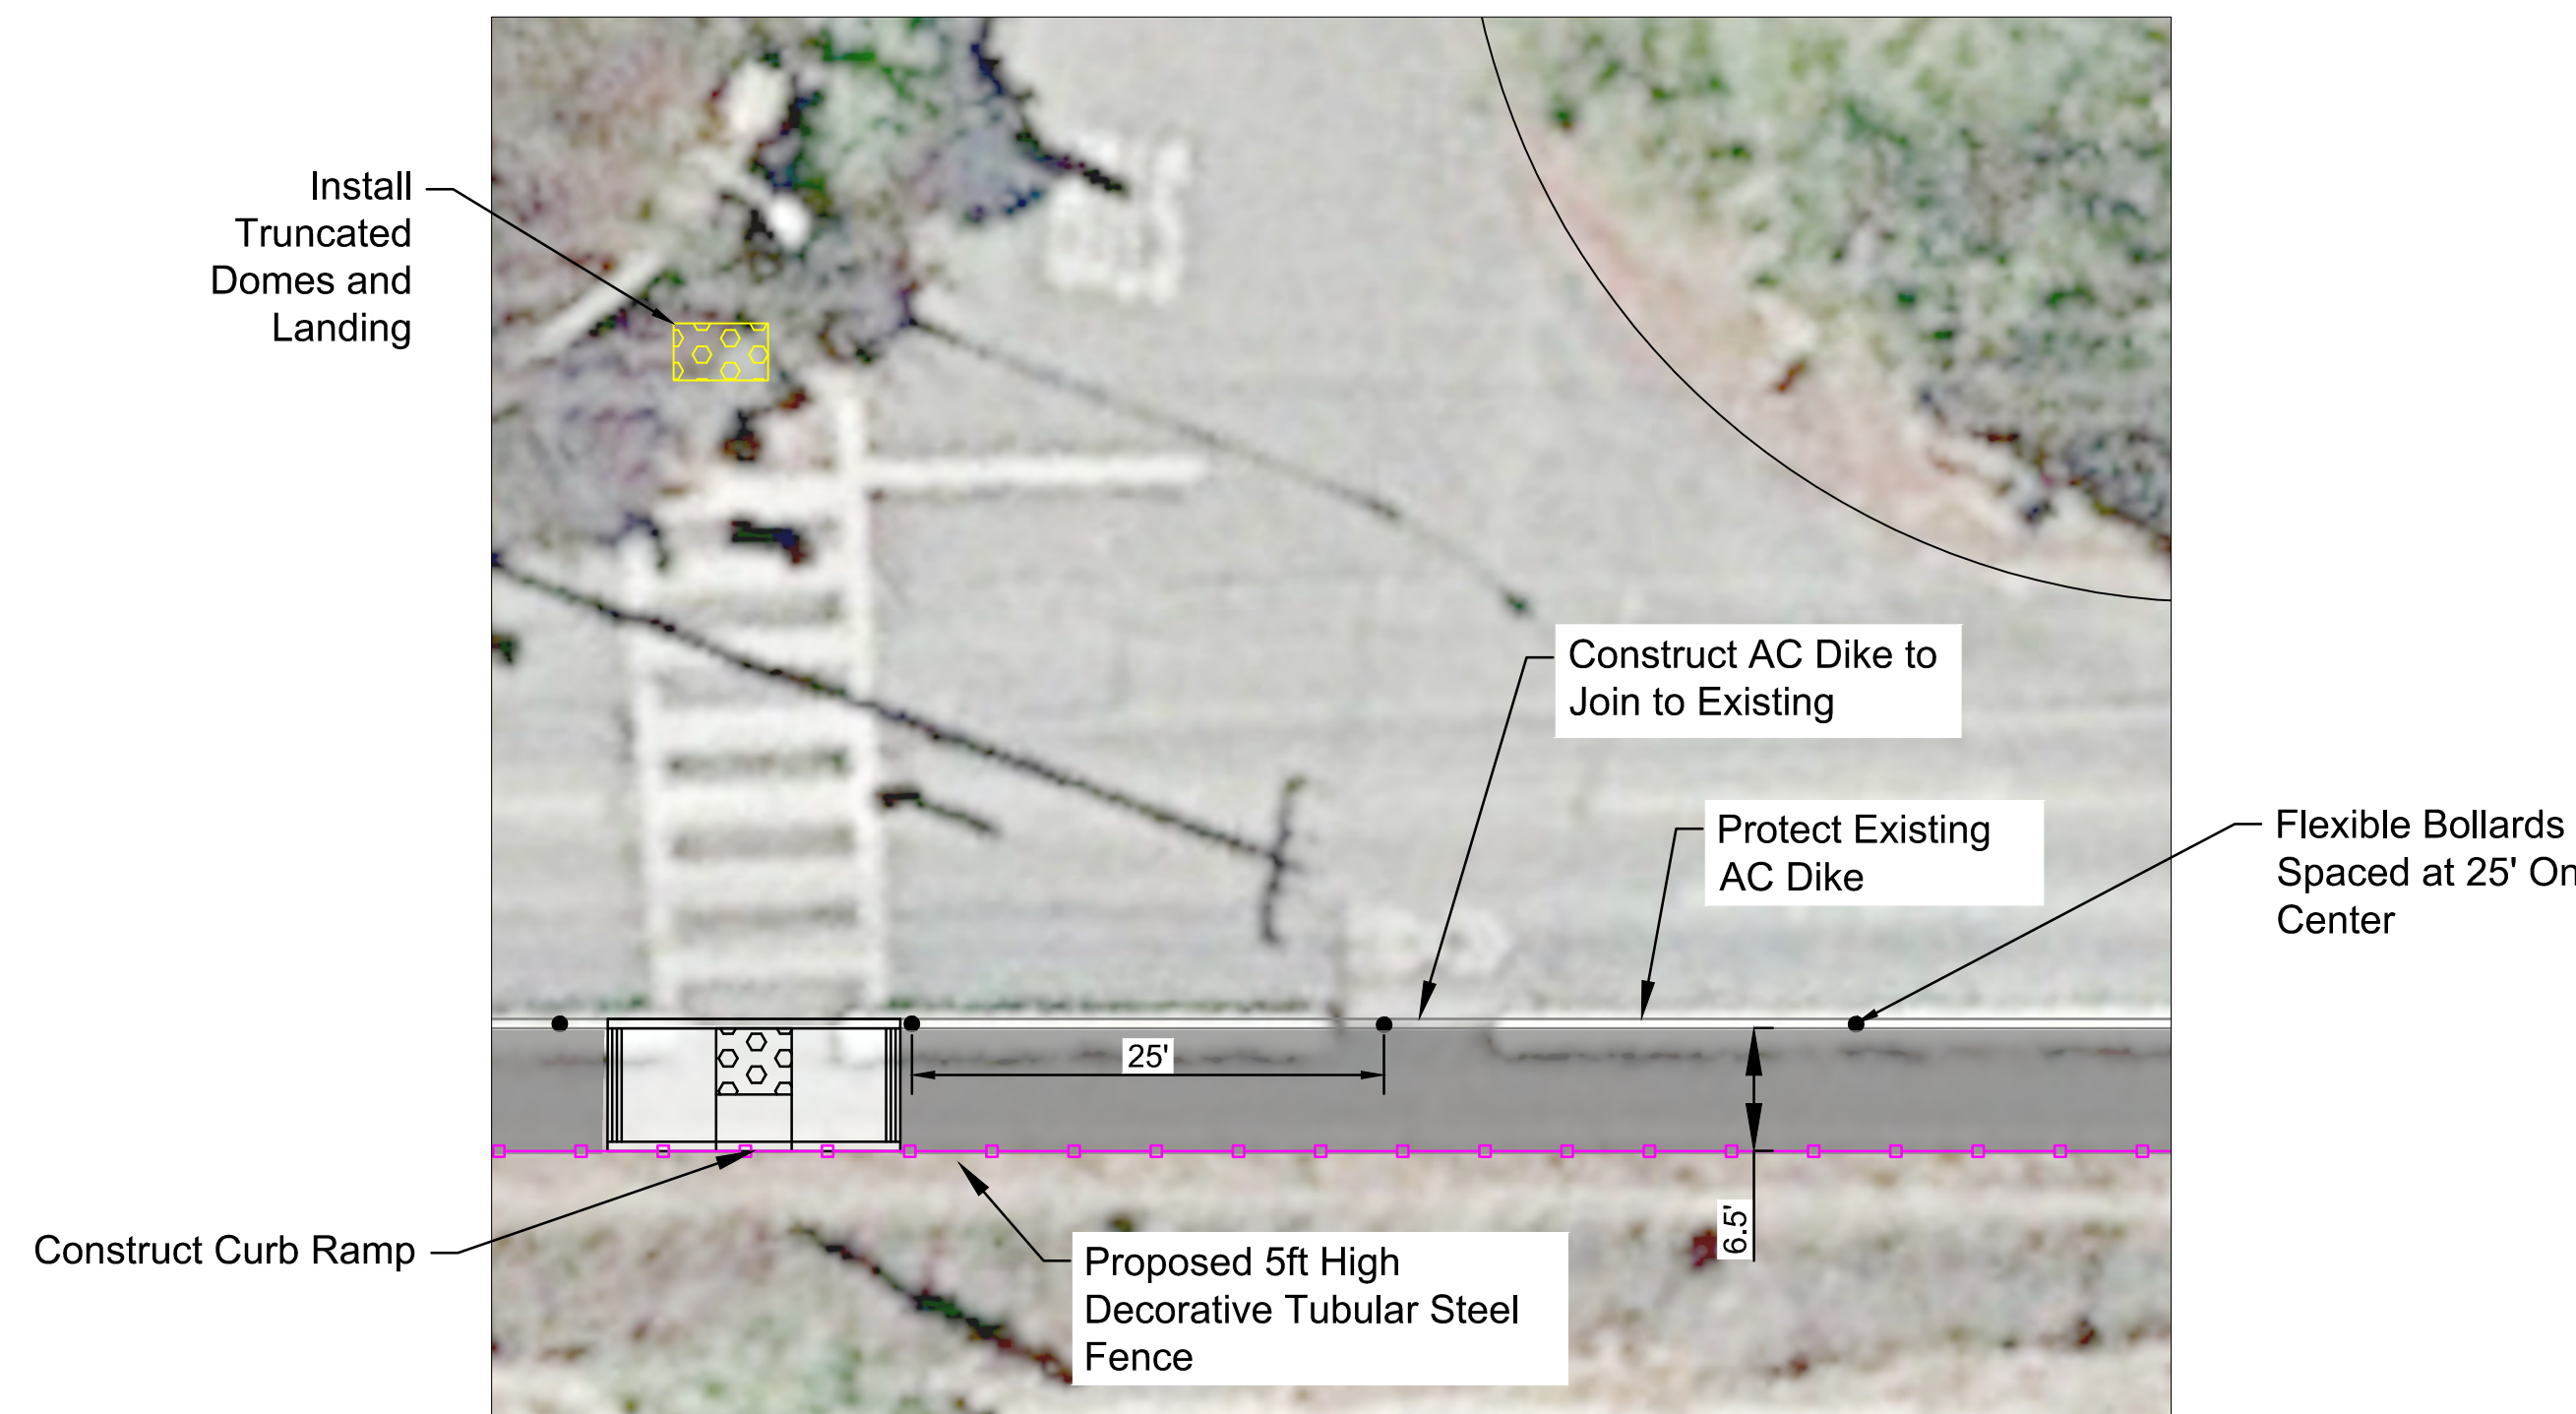 Install
Truncated
Domes and
Landing
Construct AC Dike to
Join to Existing
Protect Existing
AC Dike
Flexible Bollards
Spaced at 25' On
Center
25'
6.5'
Construct Curb Ramp
Proposed 5ft High
Decorative Tubular Steel
Fence